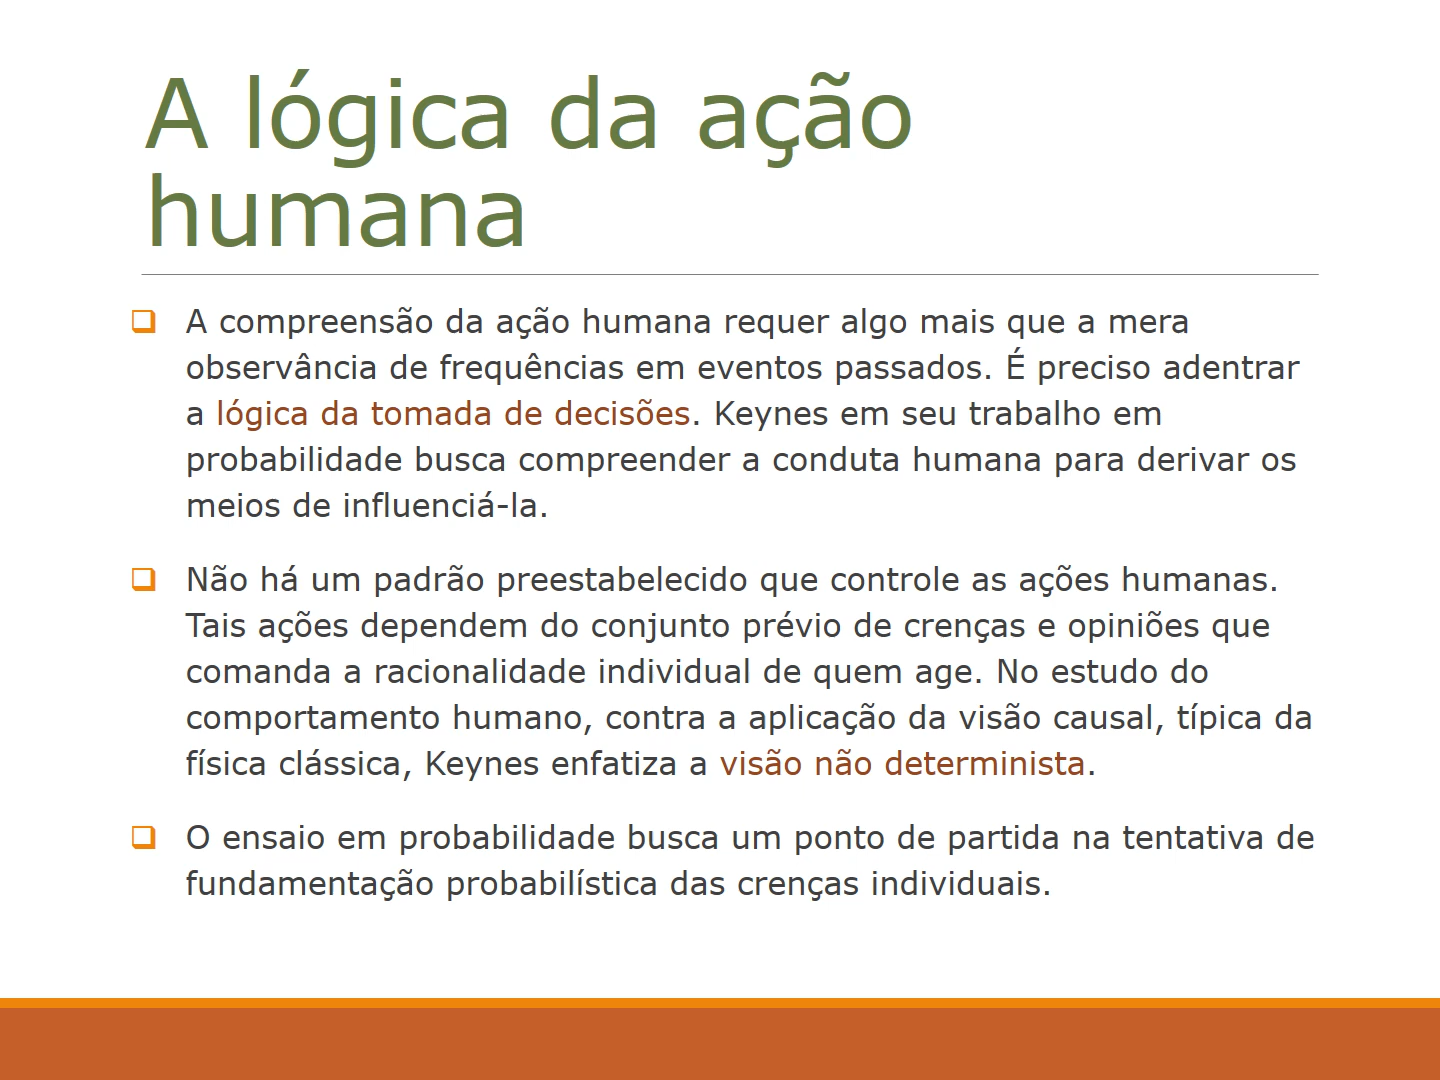 A lógica da ação
humana
A compreensão da ação humana requer algo mais que a mera
observância de frequências em eventos passados. É preciso adentrar
a lógica da tomada de decisões. Keynes em seu trabalho em
probabilidade busca compreender a conduta humana para derivar os
meios de influenciá-la.
Não há um padrão preestabelecido que controle as ações humanas.
Tais ações dependem do conjunto prévio de crenças e opiniões que
comanda a racionalidade individual de quem age. No estudo do
comportamento humano, contra a aplicação da visão causal, típica da
física clássica, Keynes enfatiza a visão não determinista.
O ensaio em probabilidade busca um ponto de partida na tentativa de
fundamentação probabilística das crenças individuais.